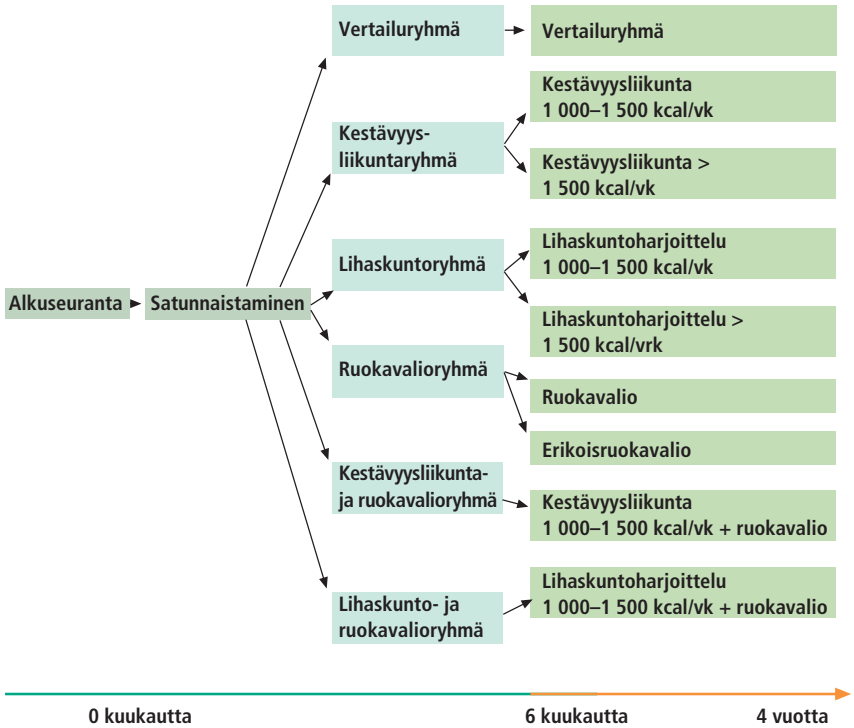 Alkuseuranta
Satunnaistaminen
Vertailuryhmä
Vertailuryhmä
Kestävyys-
liikuntaryhmä
Kestävyysliikunta
1 000–1 500 kcal/vk
Kestävyysliikunta >
1 500 kcal/vk
Lihaskuntoryhmä
Lihaskuntoharjoittelu
1 000–1 500 kcal/vk
Lihaskuntoharjoittelu >
1 500 kcal/vrk
Ruokavalioryhmä
Ruokavalio
Erikoisruokavalio
Kestävyysliikunta-
ja ruokavalioryhmä
Kestävyysliikunta
1 000–1 500 kcal/vk + ruokavalio
Lihaskunto- ja
ruokavalioryhmä
Lihaskuntoharjoittelu
1 000–1 500 kcal/vk + ruokavalio
0 kuukautta
6 kuukautta
4 vuotta